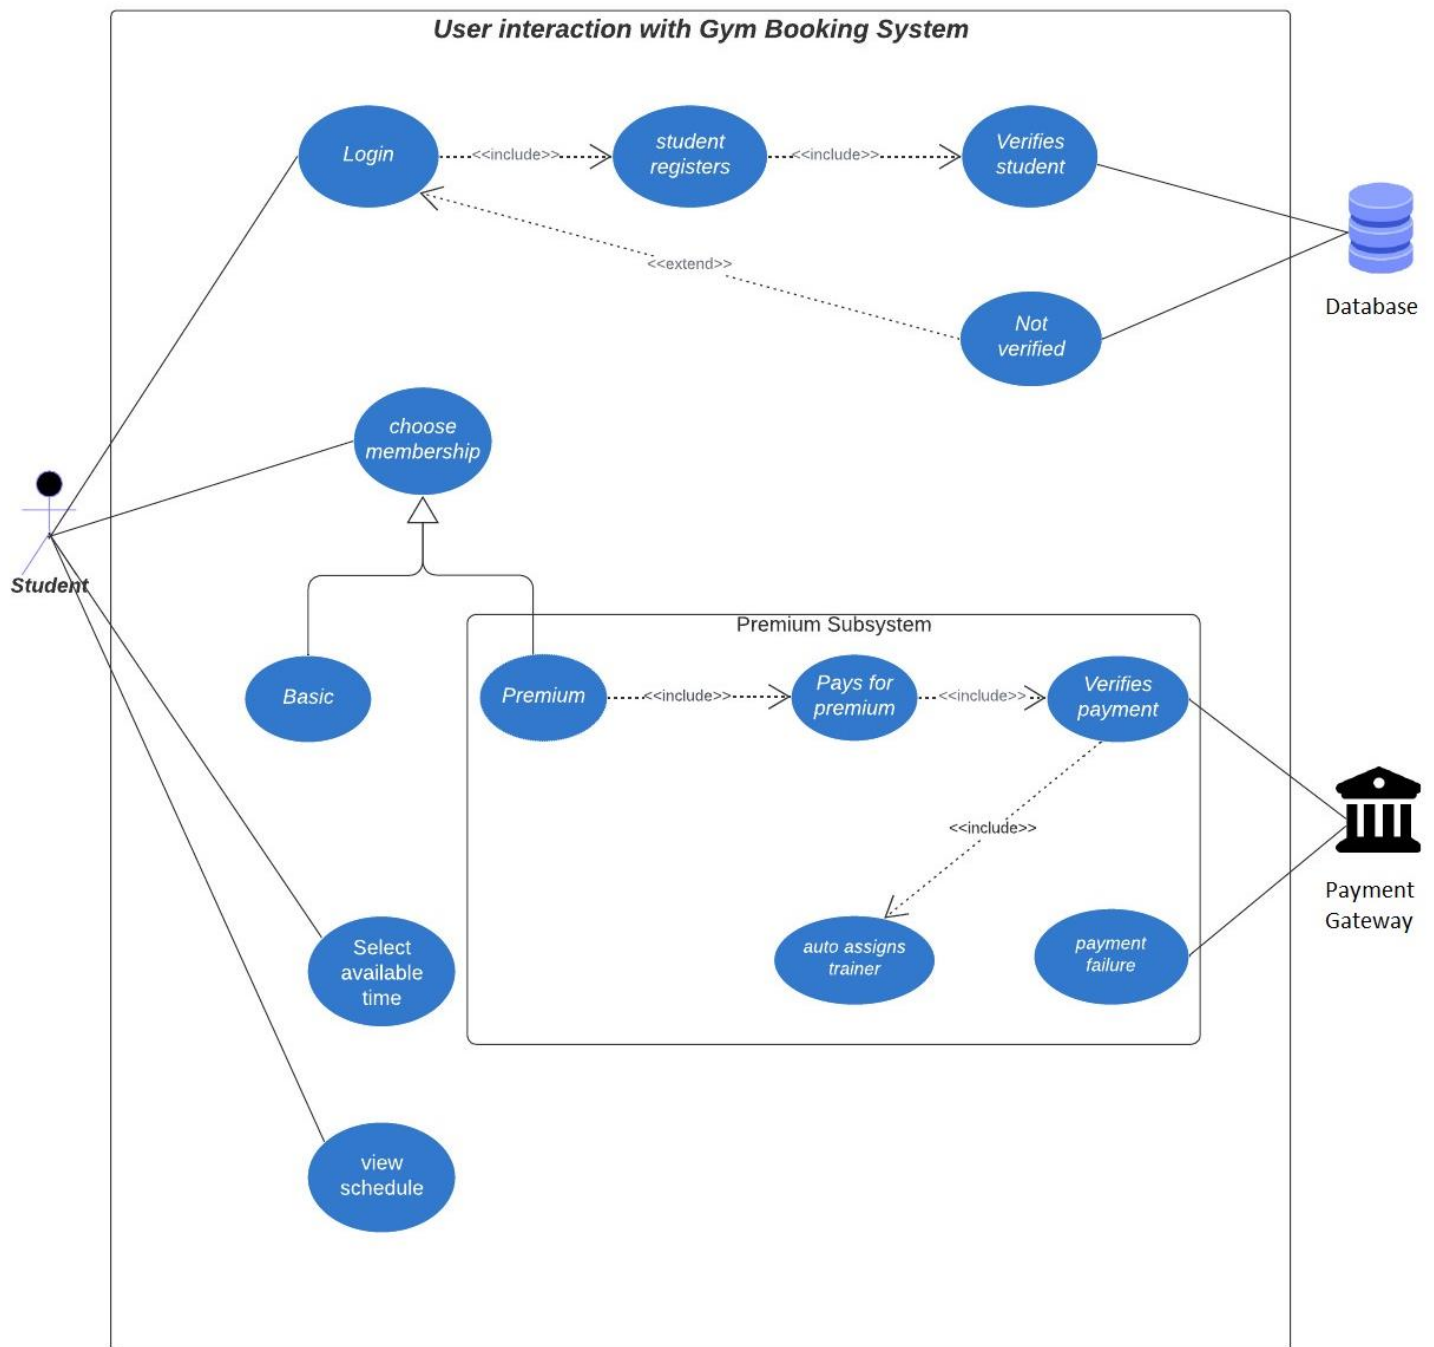 User interaction with Gym Booking System
Login
<<include>>
student
registers
<<include>>
Verifies
student
<<extend>>
Not
verified
Database
choose
membership
Student
Premium Subsystem
Basic
Premium
<<include>>
Pays for
premium
<<include>>
Verifies
payment
<<include>>
Payment
Gateway
Select
available
time
auto assigns
trainer
payment
failure
view
schedule